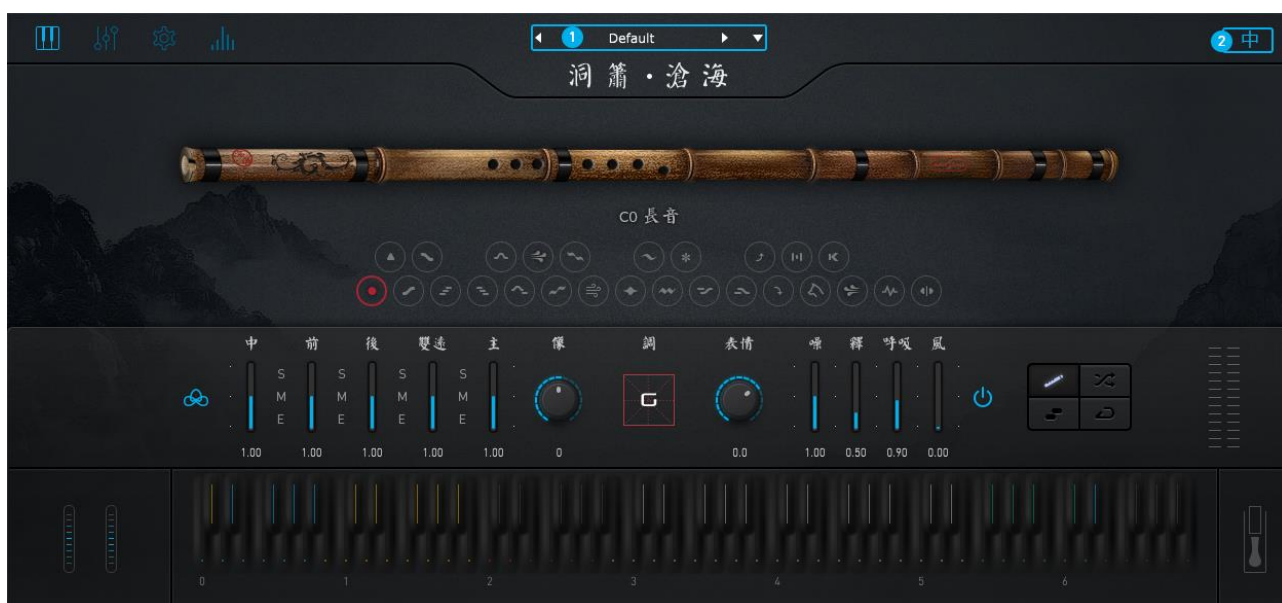 1 Default
2 中
洞簫·滄海
C0 長音
中 前 後 雙遠 主 像 調 表情 噪 釋 呼吸 風
S S S S
M M M M
G
E E E E
1.00 1.00 1.00 1.00 1.00 0 0.0 1.00 0.50 0.90 0.00
0 1 2 3 4 5 6